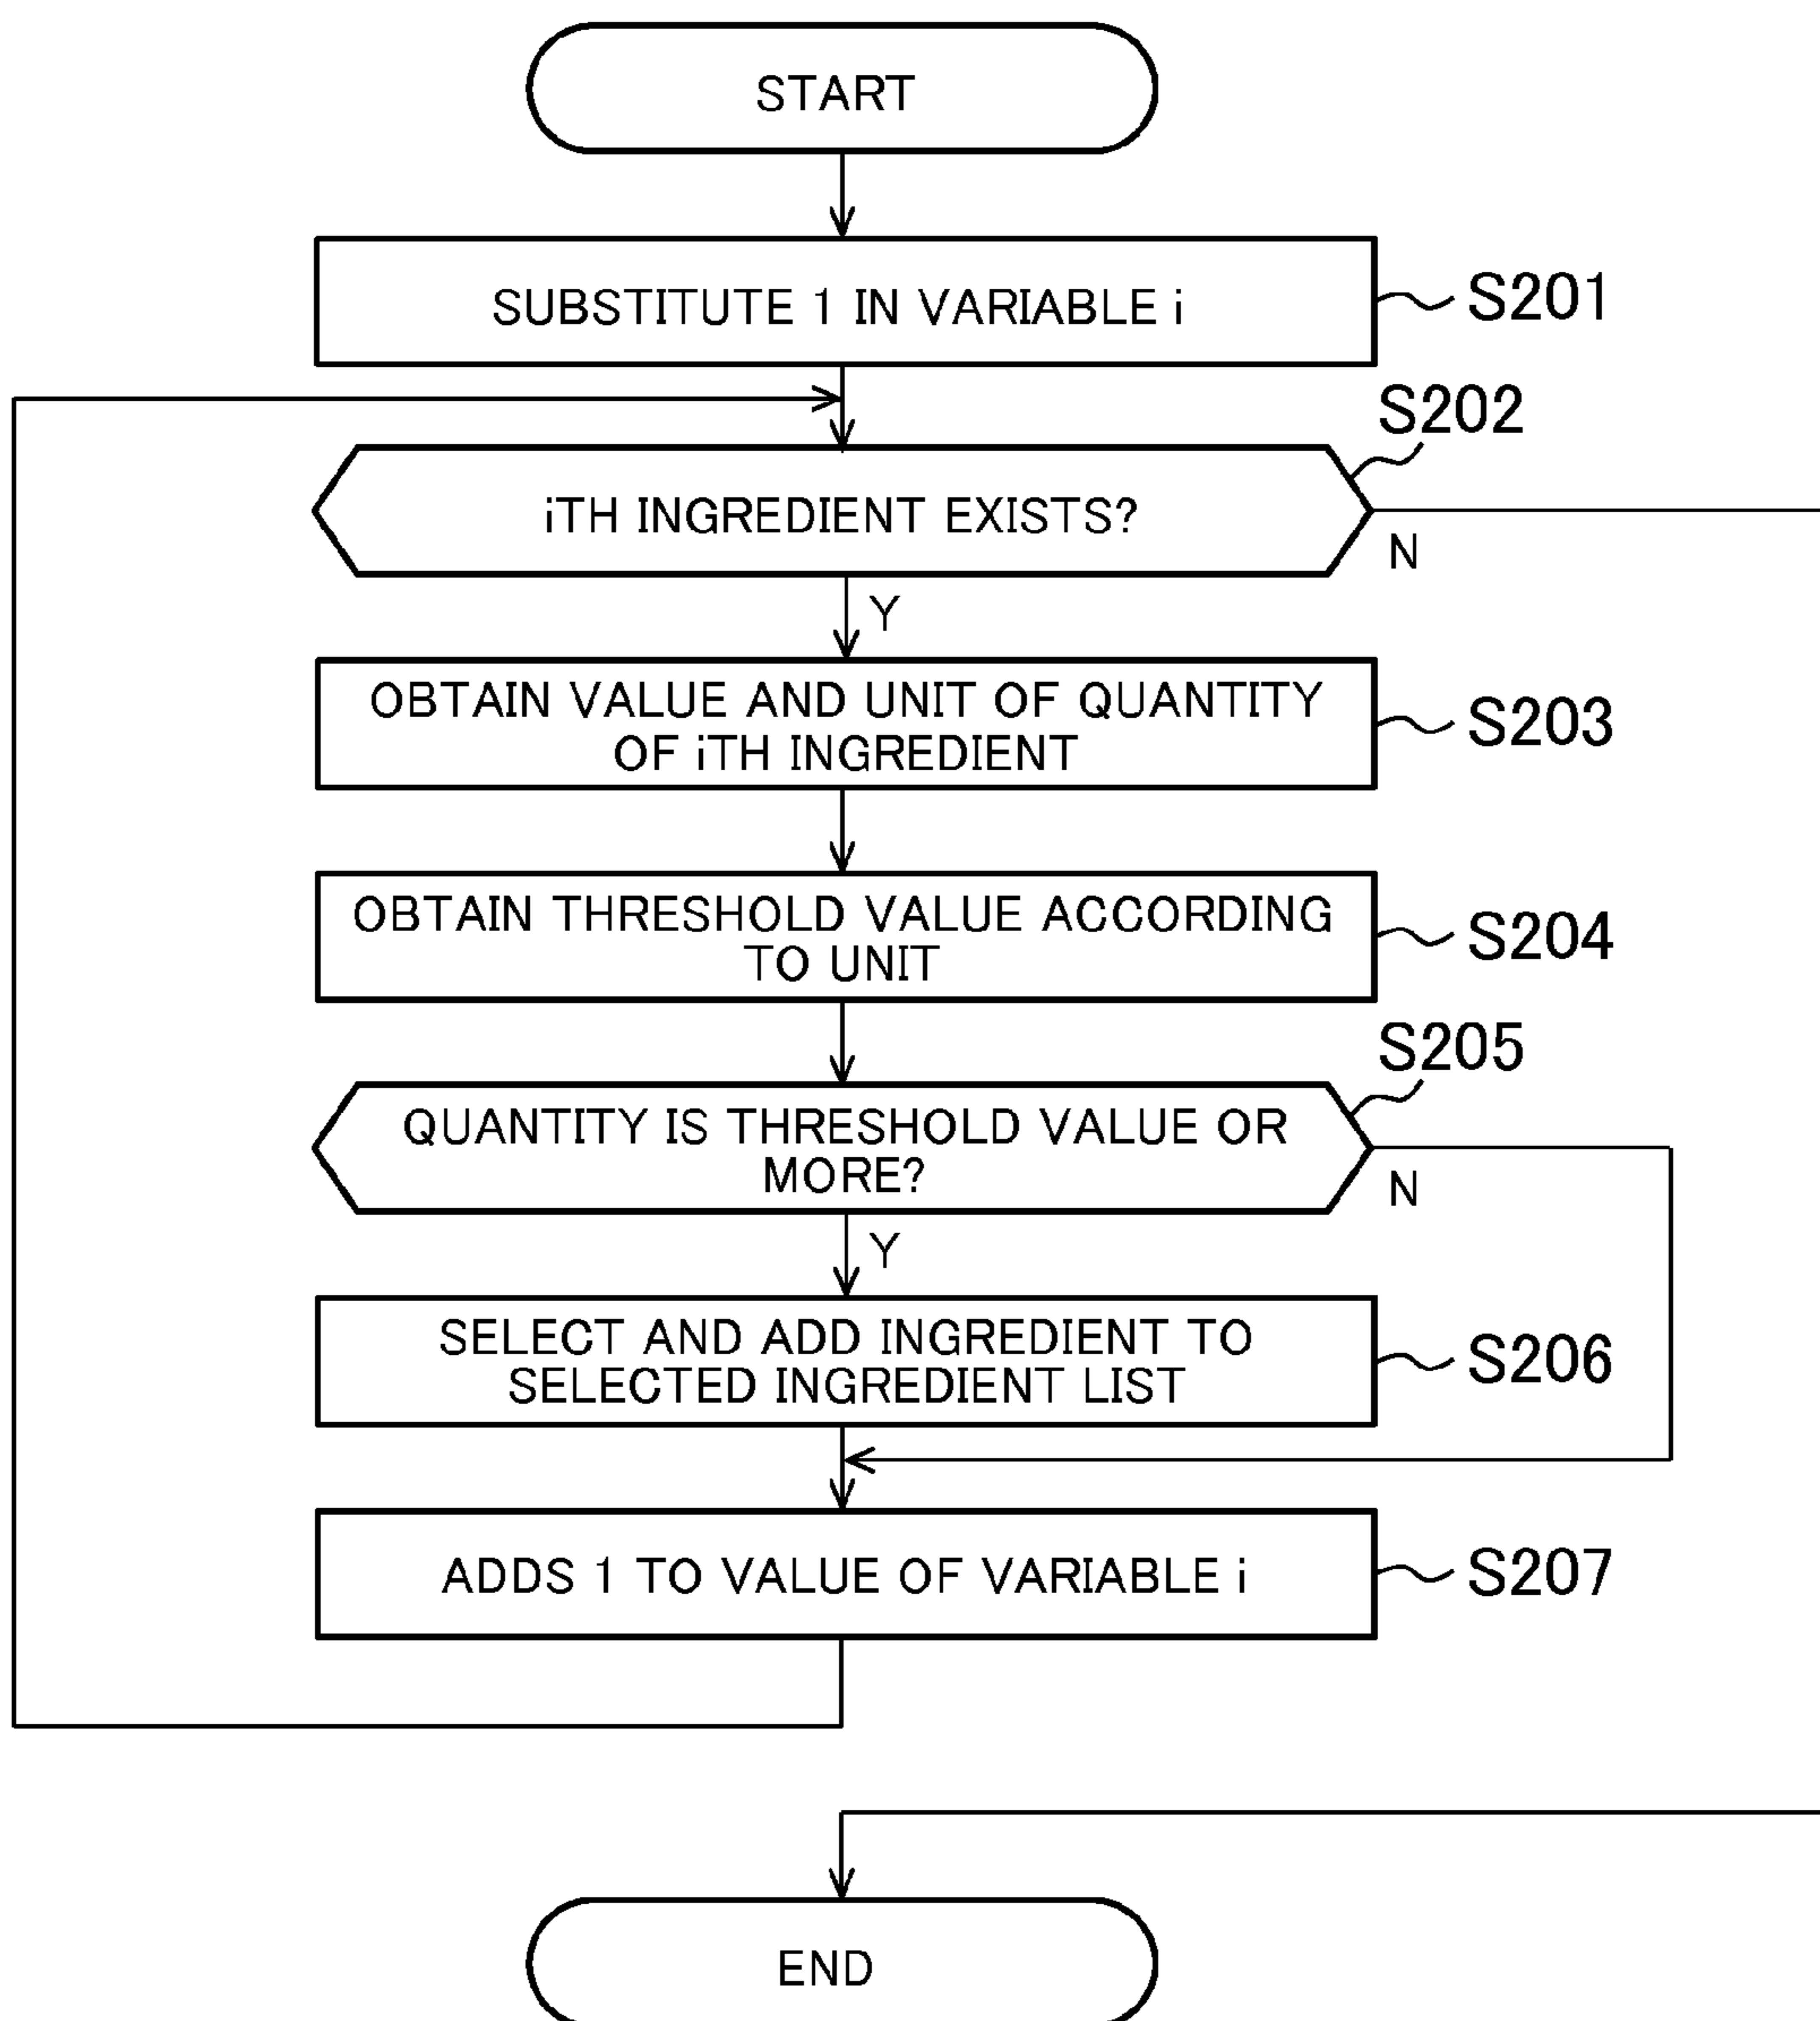 START
SUBSTITUTE 1 IN VARIABLE i
S201
S202
iTH INGREDIENT EXISTS?
N
Y
OBTAIN VALUE AND UNIT OF QUANTITY
OF iTH INGREDIENT
S203
OBTAIN THRESHOLD VALUE ACCORDING
TO UNIT
S204
S205
QUANTITY IS THRESHOLD VALUE OR
MORE?
N
Y
SELECT AND ADD INGREDIENT TO
SELECTED INGREDIENT LIST
S206
ADDS 1 TO VALUE OF VARIABLE i
S207
END